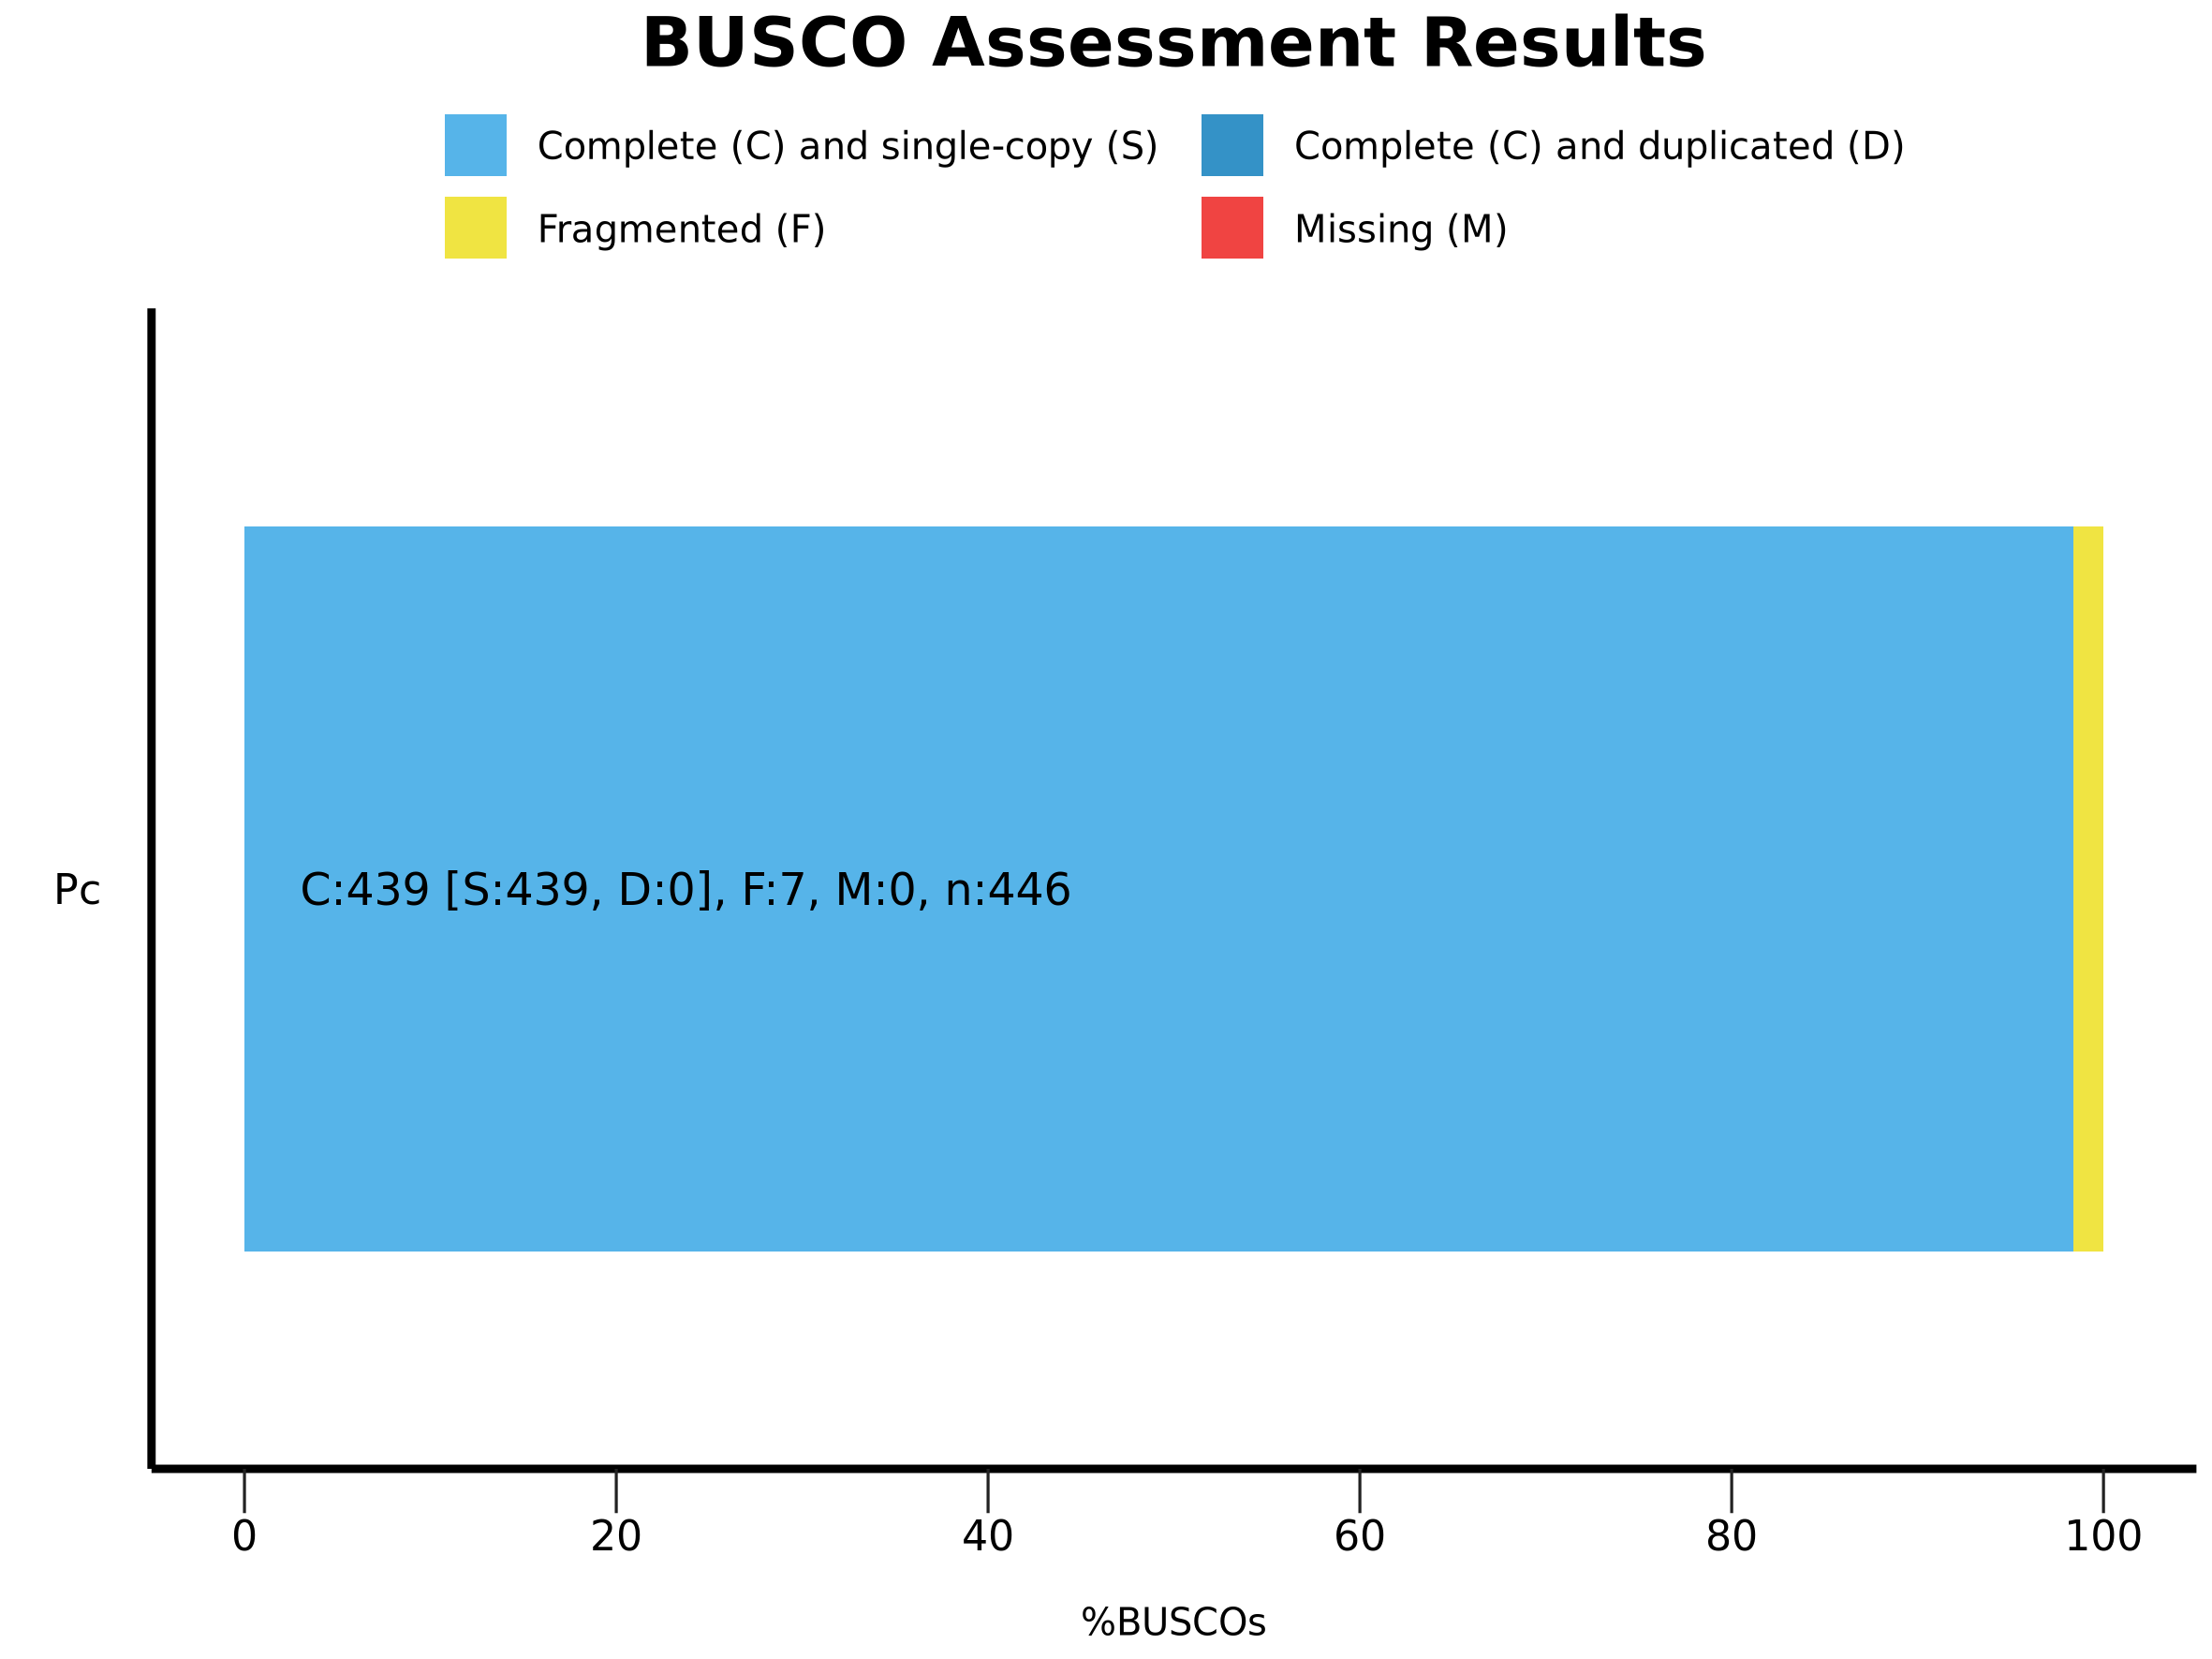 BUSCO Assessment Results
Complete (C) and single-copy (S)
Complete (C) and duplicated (D)
Fragmented (F)
Missing (M)
Pc
C:439 [S:439, D:0], F:7, M:0, n:446
0 20 40 60 80 100
%BUSCOs